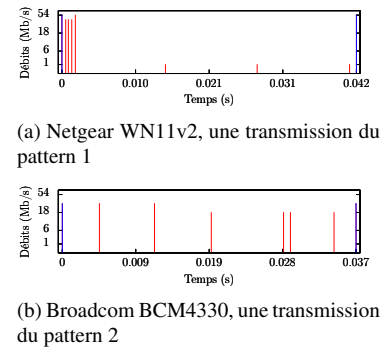 Débits (Mb/s)
54
18
6
1
0
0.010
0.021
0.031
0.042
Temps (s)
(a) Netgear WN11v2, une transmission du
pattern 1
Débits (Mb/s)
54
18
6
1
0
0.009
0.019
0.028
0.037
Temps (s)
(b) Broadcom BCM4330, une transmission
du pattern 2